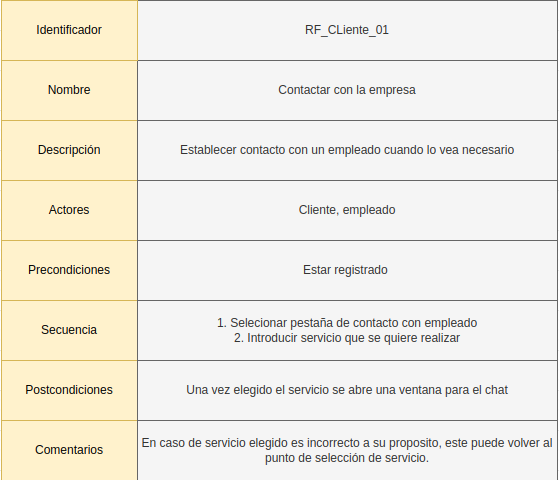 Identificador
RF_CLiente_01
Nombre
Contactar con la empresa
Descripción
Establecer contacto con un empleado cuando lo vea necesario
Actores
Cliente, empleado
Precondiciones
Estar registrado
Secuencia
1. Selecionar pestaña de contacto con empleado
2. Introducir servicio que se quiere realizar
Postcondiciones
Una vez elegido el servicio se abre una ventana para el chat
Comentarios
En caso de servicio elegido es incorrecto a su proposito, este puede volver al
punto de selección de servicio.